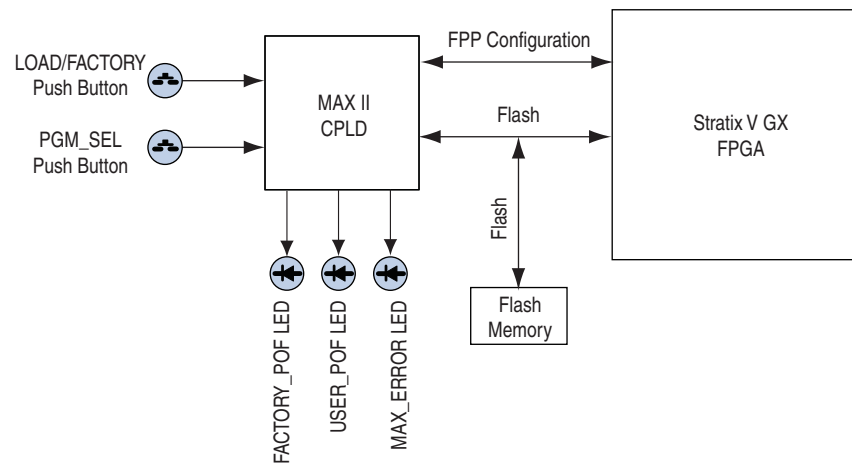 LOAD/FACTORY
Push Button
PGM_SEL
Push Button
MAX II
CPLD
FPP Configuration
Flash
Stratix V GX
FPGA
Flash
Flash
Memory
FACTORY_POF LED
USER_POF LED
MAX_ERROR LED